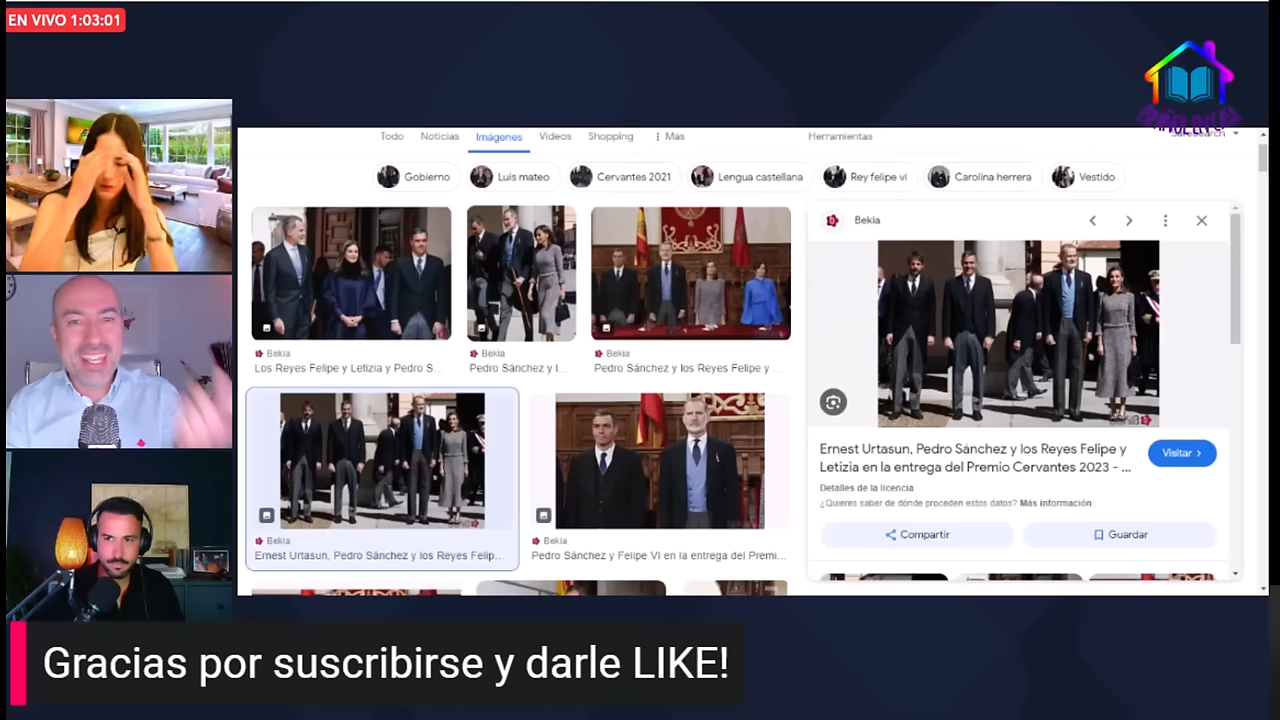 EN VIVO 1:03:01
Todo Noticias Imágenes Vídeos Shopping Más Herramientas
Gobierno Luis mateo Cervantes 2021 Lengua castellana Rey felipe vi Carolina herrera Vestido
Bekia
Bekia Bekia Bekia
Los Reyes Felipe y Letizia y Pedro S... Pedro Sánchez y l... Pedro Sánchez y los Reyes Felipe y ...
Ernest Urtasun, Pedro Sánchez y los Reyes Felipe y
Letizia en la entrega del Premio Cervantes 2023 - ...
Visitar
Detalles de la licencia
¿Quieres saber de dónde proceden estos datos? Más información
Compartir Guardar
Bekia Bekia
Ernest Urtasun, Pedro Sánchez y los Reyes Felip... Pedro Sánchez y Felipe VI en la entrega del Premi...
Gracias por suscribirse y darle LIKE!